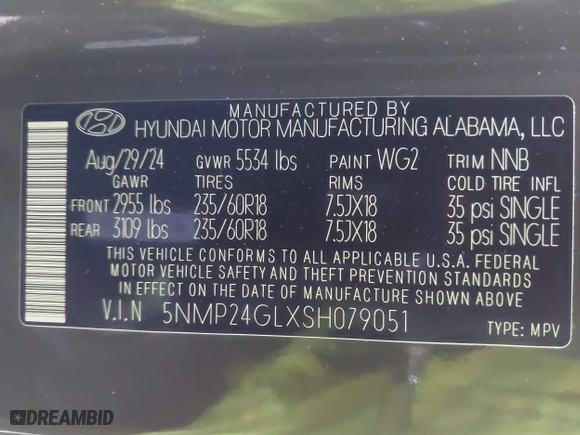 MANUFACTURED BY
HYUNDAI MOTOR MANUFACTURING ALABAMA, LLC
Aug/29/24 GVWR 5534 lbs PAINT WG2 TRIM NNB
GAWR TIRES RIMS COLD TIRE INFL
FRONT 2955 lbs 235/60R18 7.5JX18 35 psi SINGLE
REAR 3109 lbs 235/60R18 7.5JX18 35 psi SINGLE
THIS VEHICLE CONFORMS TO ALL APPLICABLE U.S.A. FEDERAL
MOTOR VEHICLE SAFETY AND THEFT PREVENTION STANDARDS
IN EFFECT ON THE DATE OF MANUFACTURE SHOWN ABOVE
V.I.N 5NMP24GLXSH079051 TYPE: MPV
DREAMBID